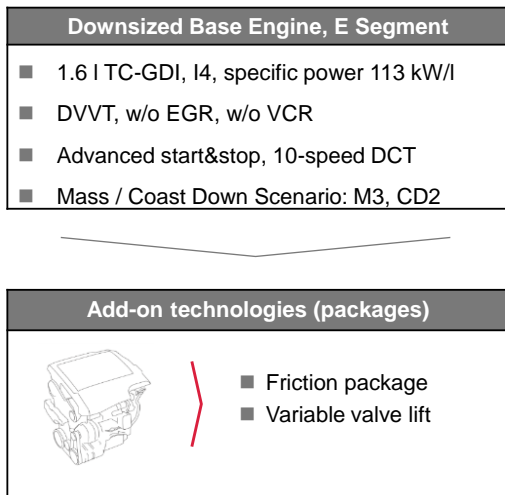 Downsized Base Engine, E Segment
■ 1.6 l TC-GDI, I4, specific power 113 kW/l
■ DVVT, w/o EGR, w/o VCR
■ Advanced start&stop, 10-speed DCT
■ Mass / Coast Down Scenario: M3, CD2
Add-on technologies (packages)
■ Friction package
■ Variable valve lift